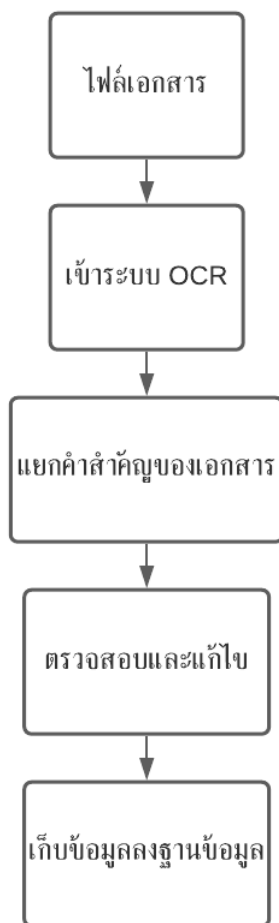 ไฟล์เอกสาร
เข้าระบบ OCR
แยกคำสำคัญของเอกสาร
ตรวจสอบและแก้ไข
เก็บข้อมูลลงฐานข้อมูล